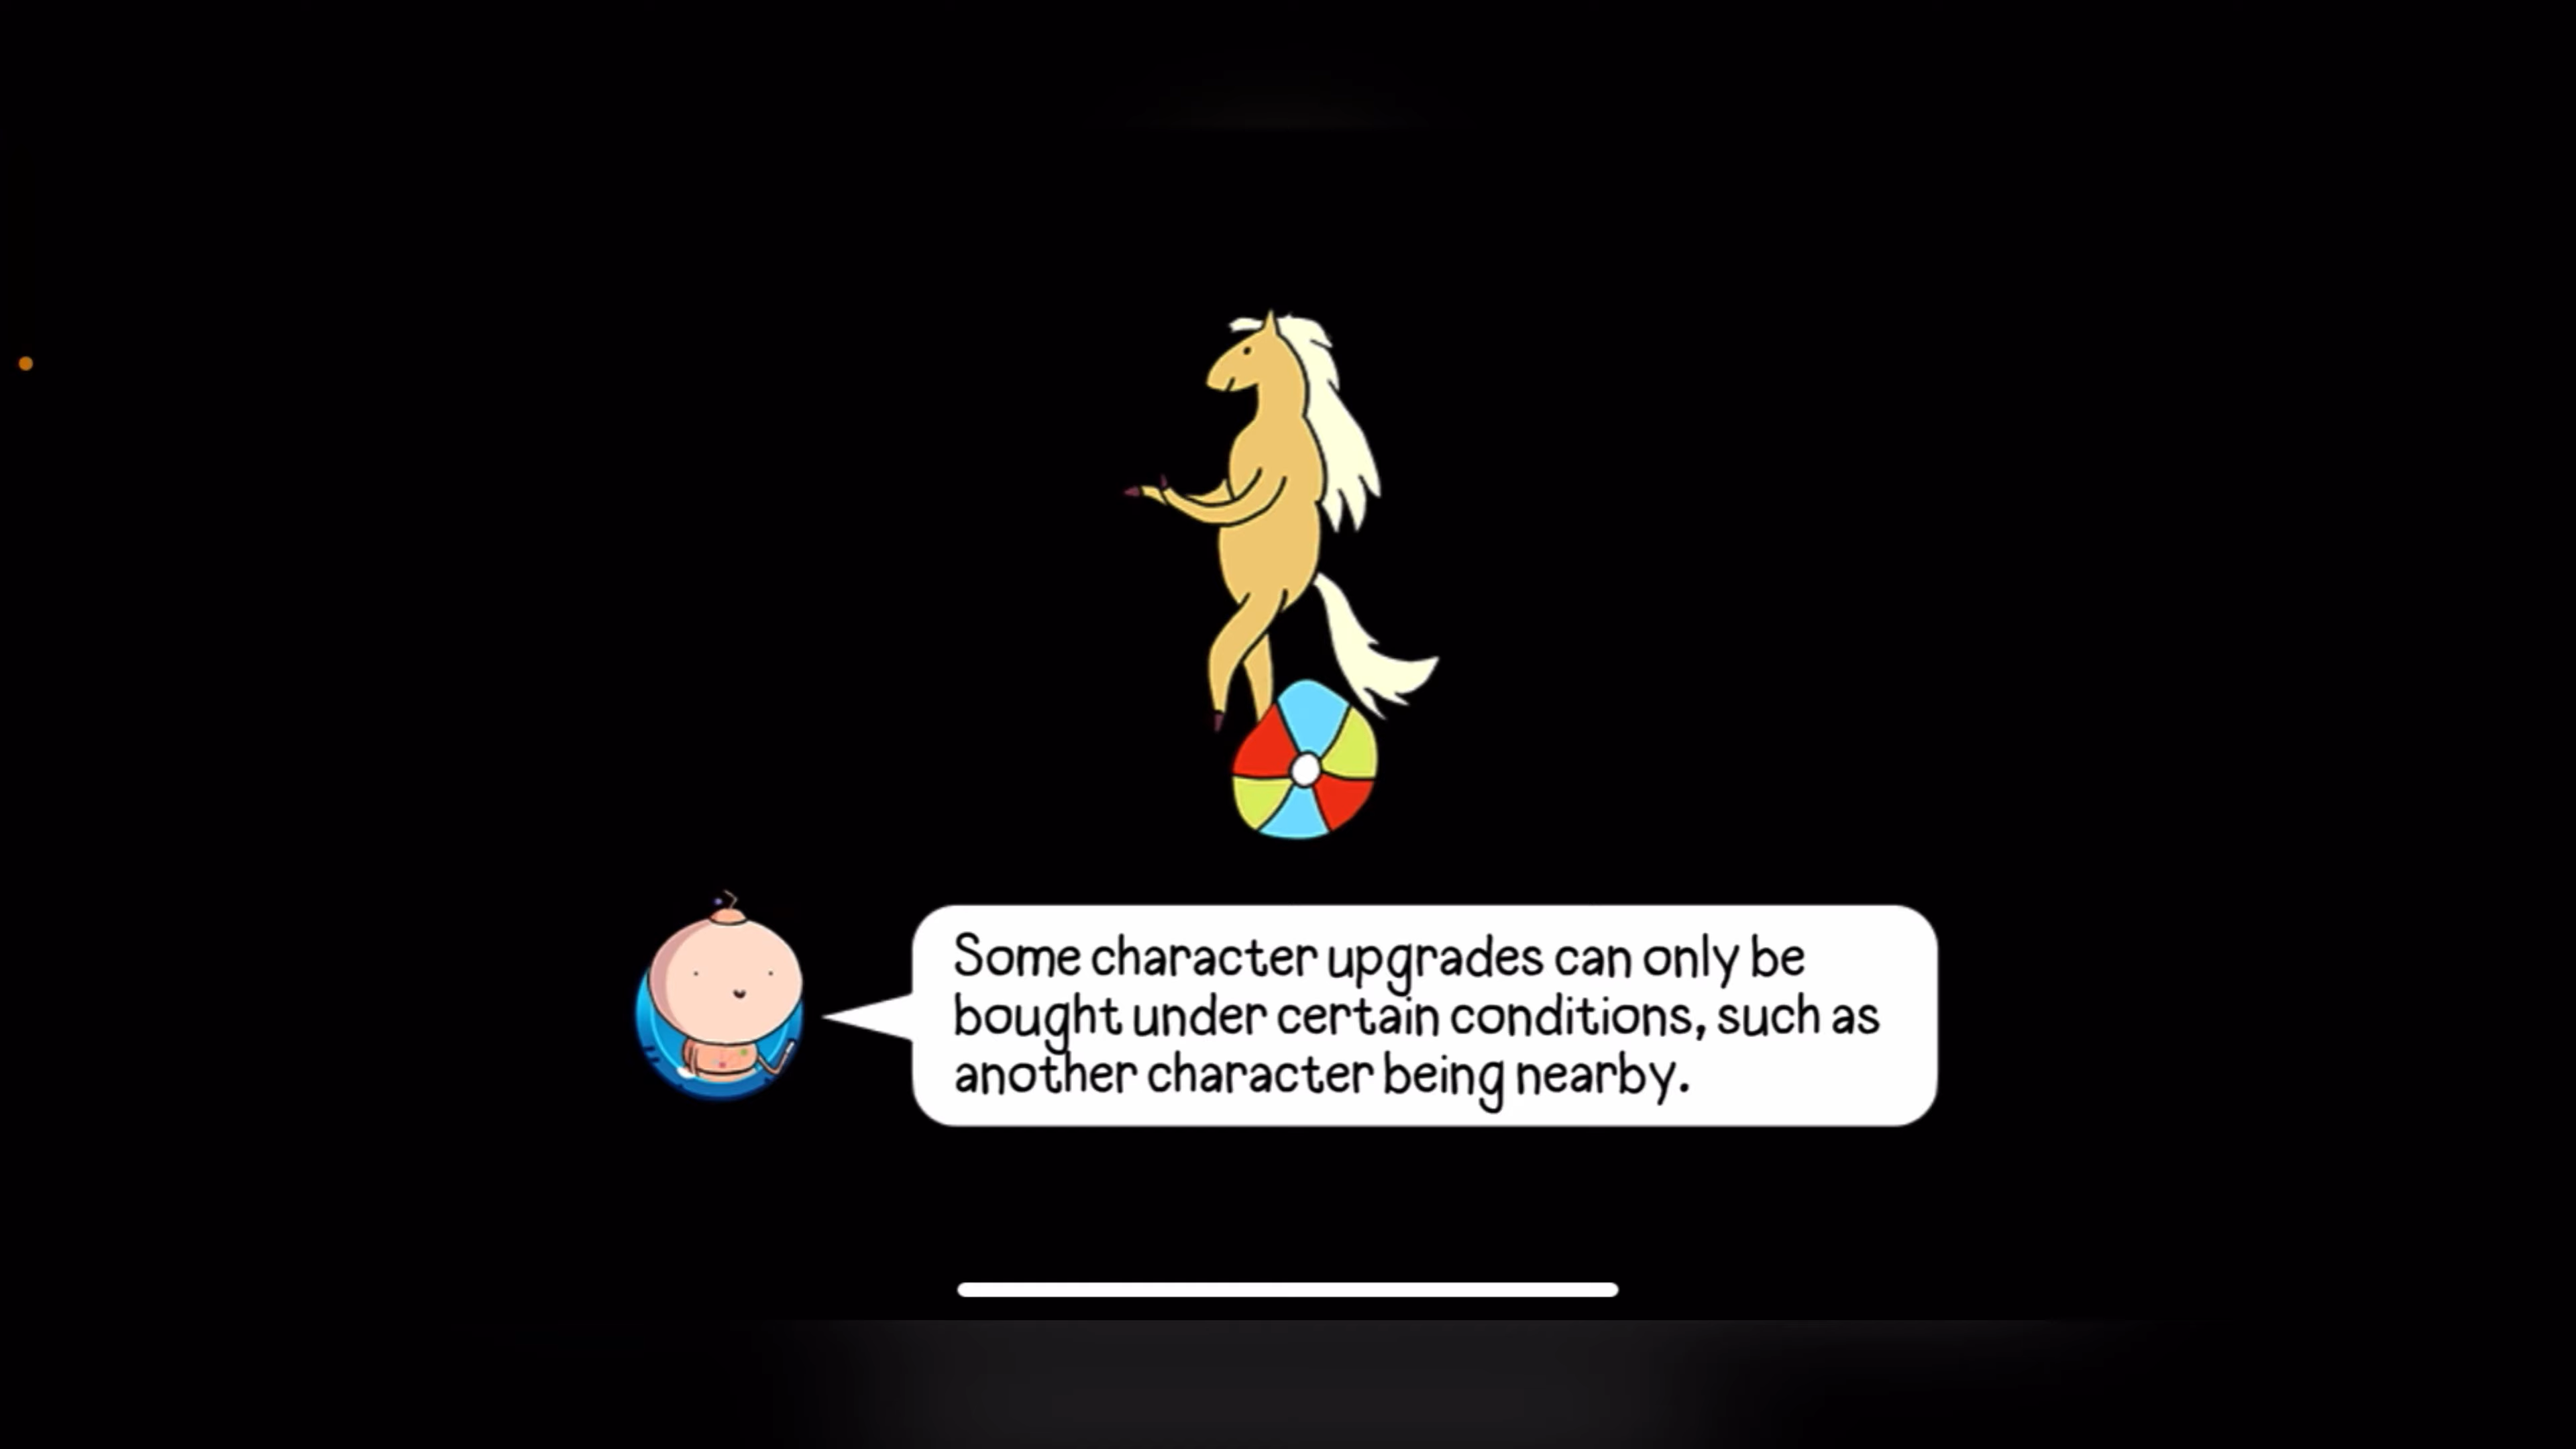 Some character upgrades can only be
bought under certain conditions, such as
another character being nearby.